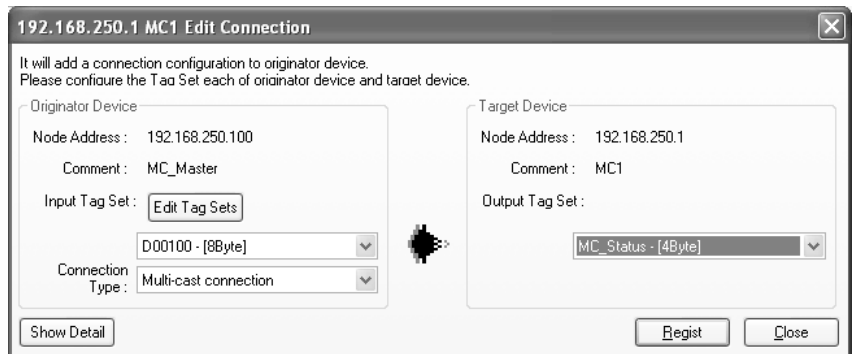 192.168.250.1 MC1 Edit Connection
It will add a connection configuration to originator device.
Please configure the Tag Set each of originator device and target device.
Originator Device
Node Address : 192.168.250.100
Comment : MC_Master
Input Tag Set : Edit Tag Sets
D00100 - [8Byte]
Connection Type : Multi-cast connection
Target Device
Node Address : 192.168.250.1
Comment : MC1
Output Tag Set :
MC_Status - [4Byte]
Show Detail
Regist
Close